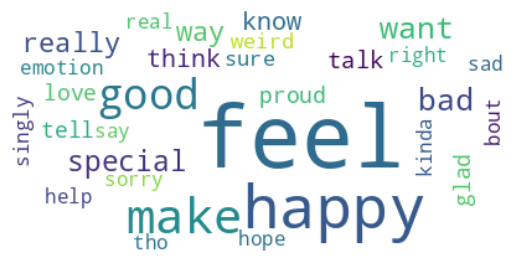 real
way
know
want
really
weird
think
sure
talk
right
sad
emotion
love
good
proud
bad
feel
singly
tell
say
kinda
bout
special
sorry
glad
help
make
happy
tho
hope